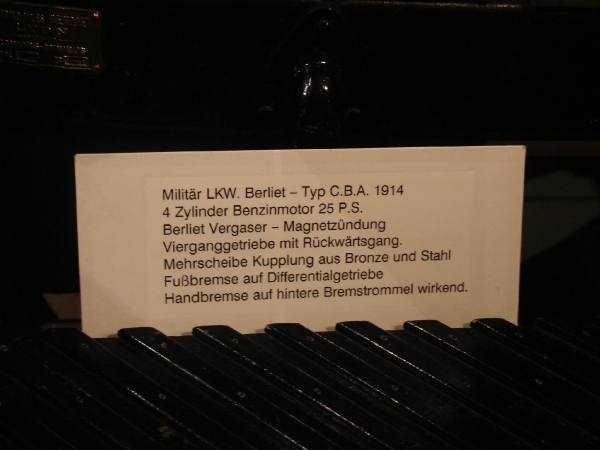 Militär LKW. Berliet – Typ C.B.A. 1914
4 Zylinder Benzinmotor 25 P.S.
Berliet Vergaser – Magnetzündung
Vierganggetriebe mit Rückwärtsgang.
Mehrscheibe Kupplung aus Bronze und Stahl
Fußbremse auf Differentialgetriebe
Handbremse auf hintere Bremstrommel wirkend.